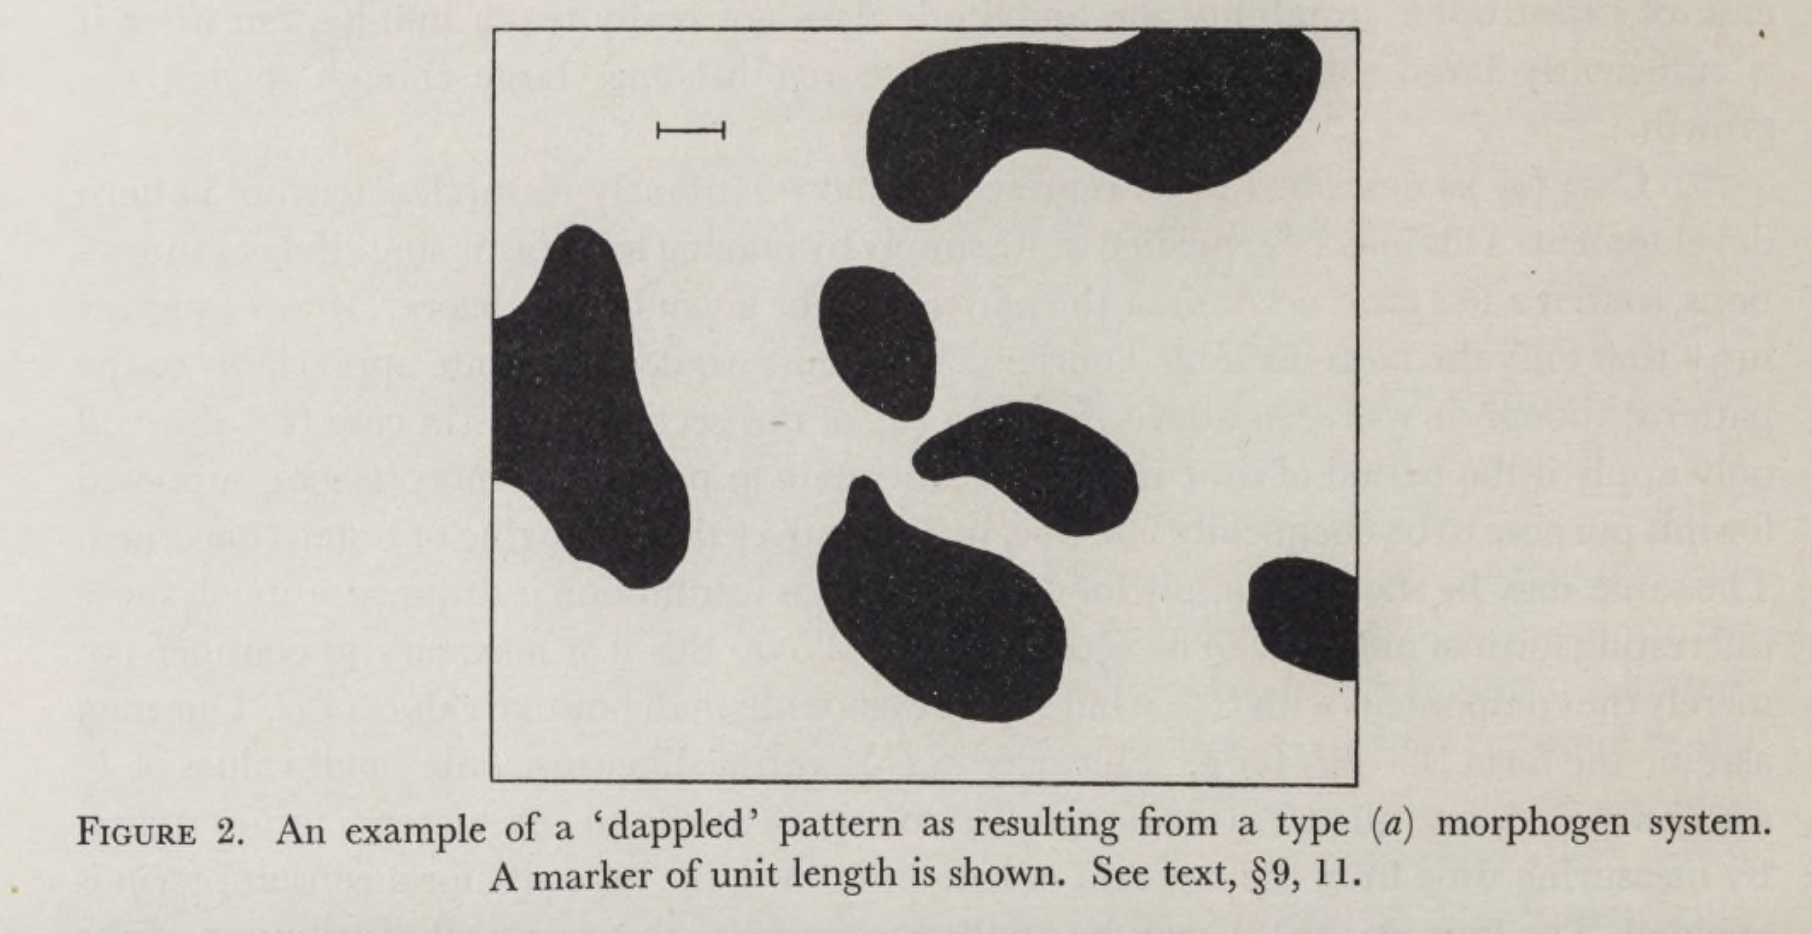 FIGURE 2. An example of a ‘dappled’ pattern as resulting from a type (a) morphogen system.
A marker of unit length is shown. See text, §9, 11.